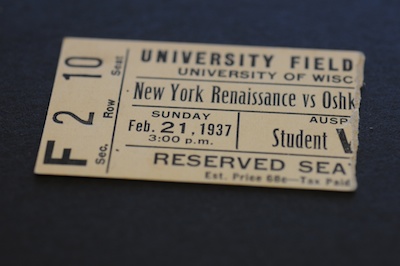 10 Seat
2 Row
F Sec.
UNIVERSITY FIELD
UNIVERSITY OF WISC
New York Renaissance vs Oshk
SUNDAY
Feb. 21, 1937
3:00 p.m.
AUSP
Student
RESERVED SEA
Est. Price 68c—Tax Paid